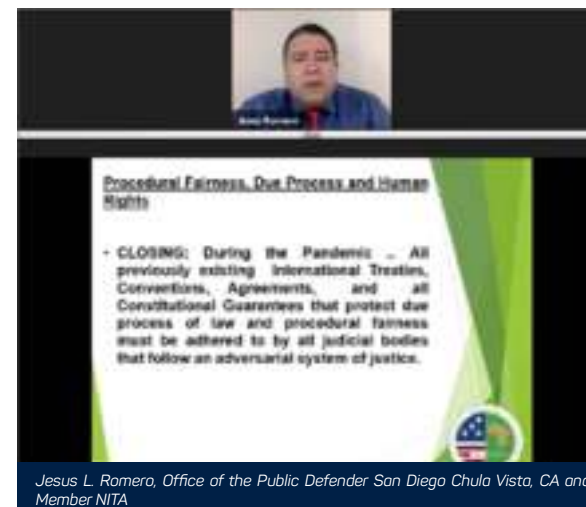 Romero
Procedural Fairness, Due Process and Human
Rights
• CLOSING: During the Pandemic .. All
previously existing International Treaties,
Conventions, Agreements, and all
Constitutional Guarantees that protect due
process of law and procedural fairness
must be adhered to by all judicial bodies
that follow an adversarial system of justice.
Jesus L. Romero, Office of the Public Defender San Diego Chula Vista, CA and
Member NITA